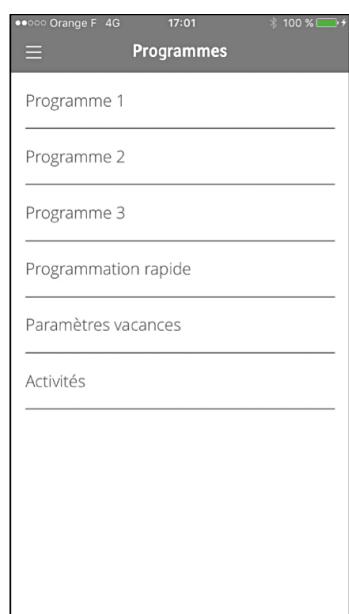 Orange F 4G 17:01 100 %
Programmes
Programme 1
Programme 2
Programme 3
Programmation rapide
Paramètres vacances
Activités